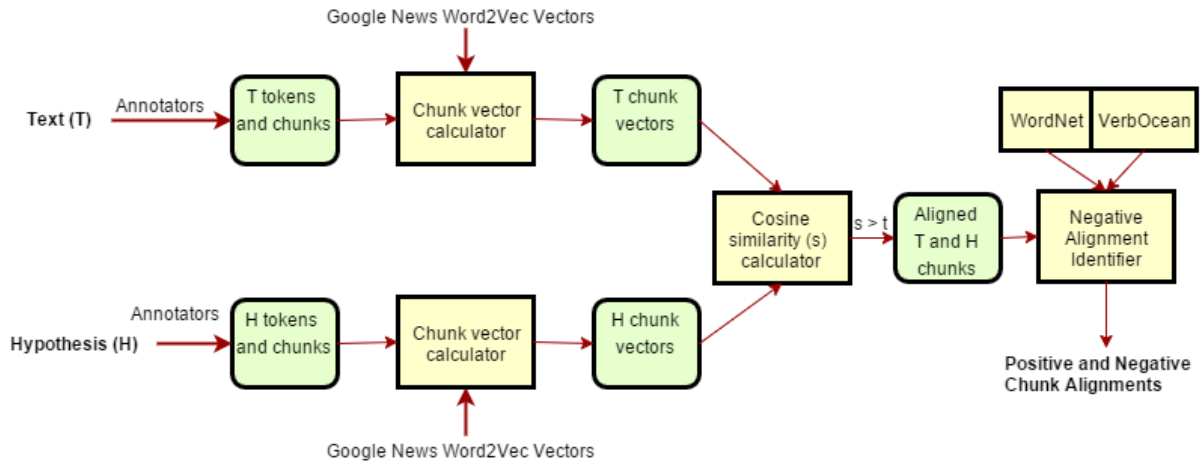 Google News Word2Vec Vectors
Text (T)
Annotators
T tokens
and chunks
Chunk vector
calculator
T chunk
vectors
WordNet
VerbOcean
Cosine
similarity (s)
calculator
s > t
Aligned
T and H
chunks
Negative
Alignment
Identifier
Hypothesis (H)
Annotators
H tokens
and chunks
Chunk vector
calculator
H chunk
vectors
Positive and Negative
Chunk Alignments
Google News Word2Vec Vectors